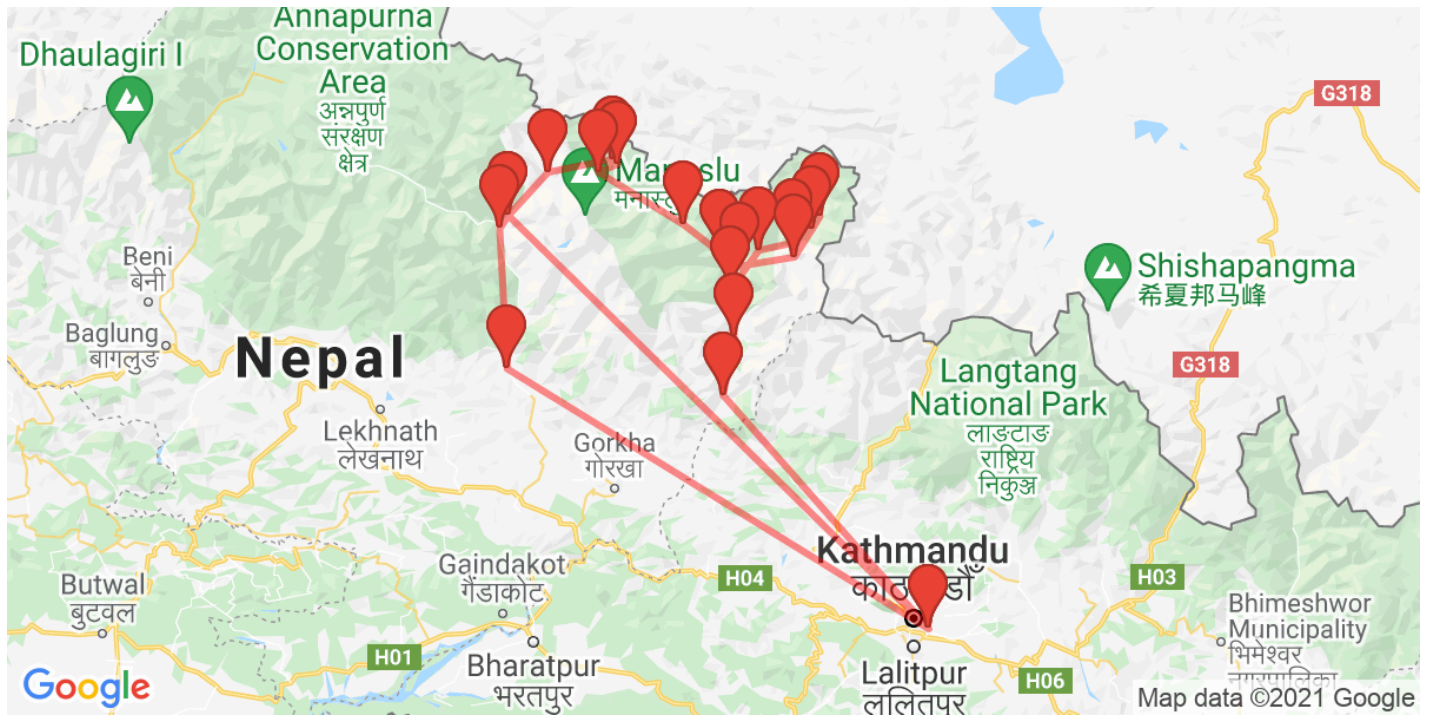 Annapurna
Conservation
Area
अन्नपूर्ण
संरक्षण
क्षेत्र
Dhaulagiri I
G318
मनास्लु
Beni
बेनी
Shishapangma
希夏邦马峰
Baglung
बागलुङ
Nepal
G318
Langtang
National Park
लाङटाङ
राष्ट्रिय
निकुञ्ज
Lekhnath
लेखनाथ
Gorkha
गोरखा
Kathmandu
Gaindakot
गैंडाकोट
H04
H03
Butwal
बुटवल
Bhimeshwor
Municipality
भिमेश्वर
नगरपालिका
H01
Bharatpur
भरतपुर
Lalitpur
ललितपुर
H06
Google
Map data ©2021 Google